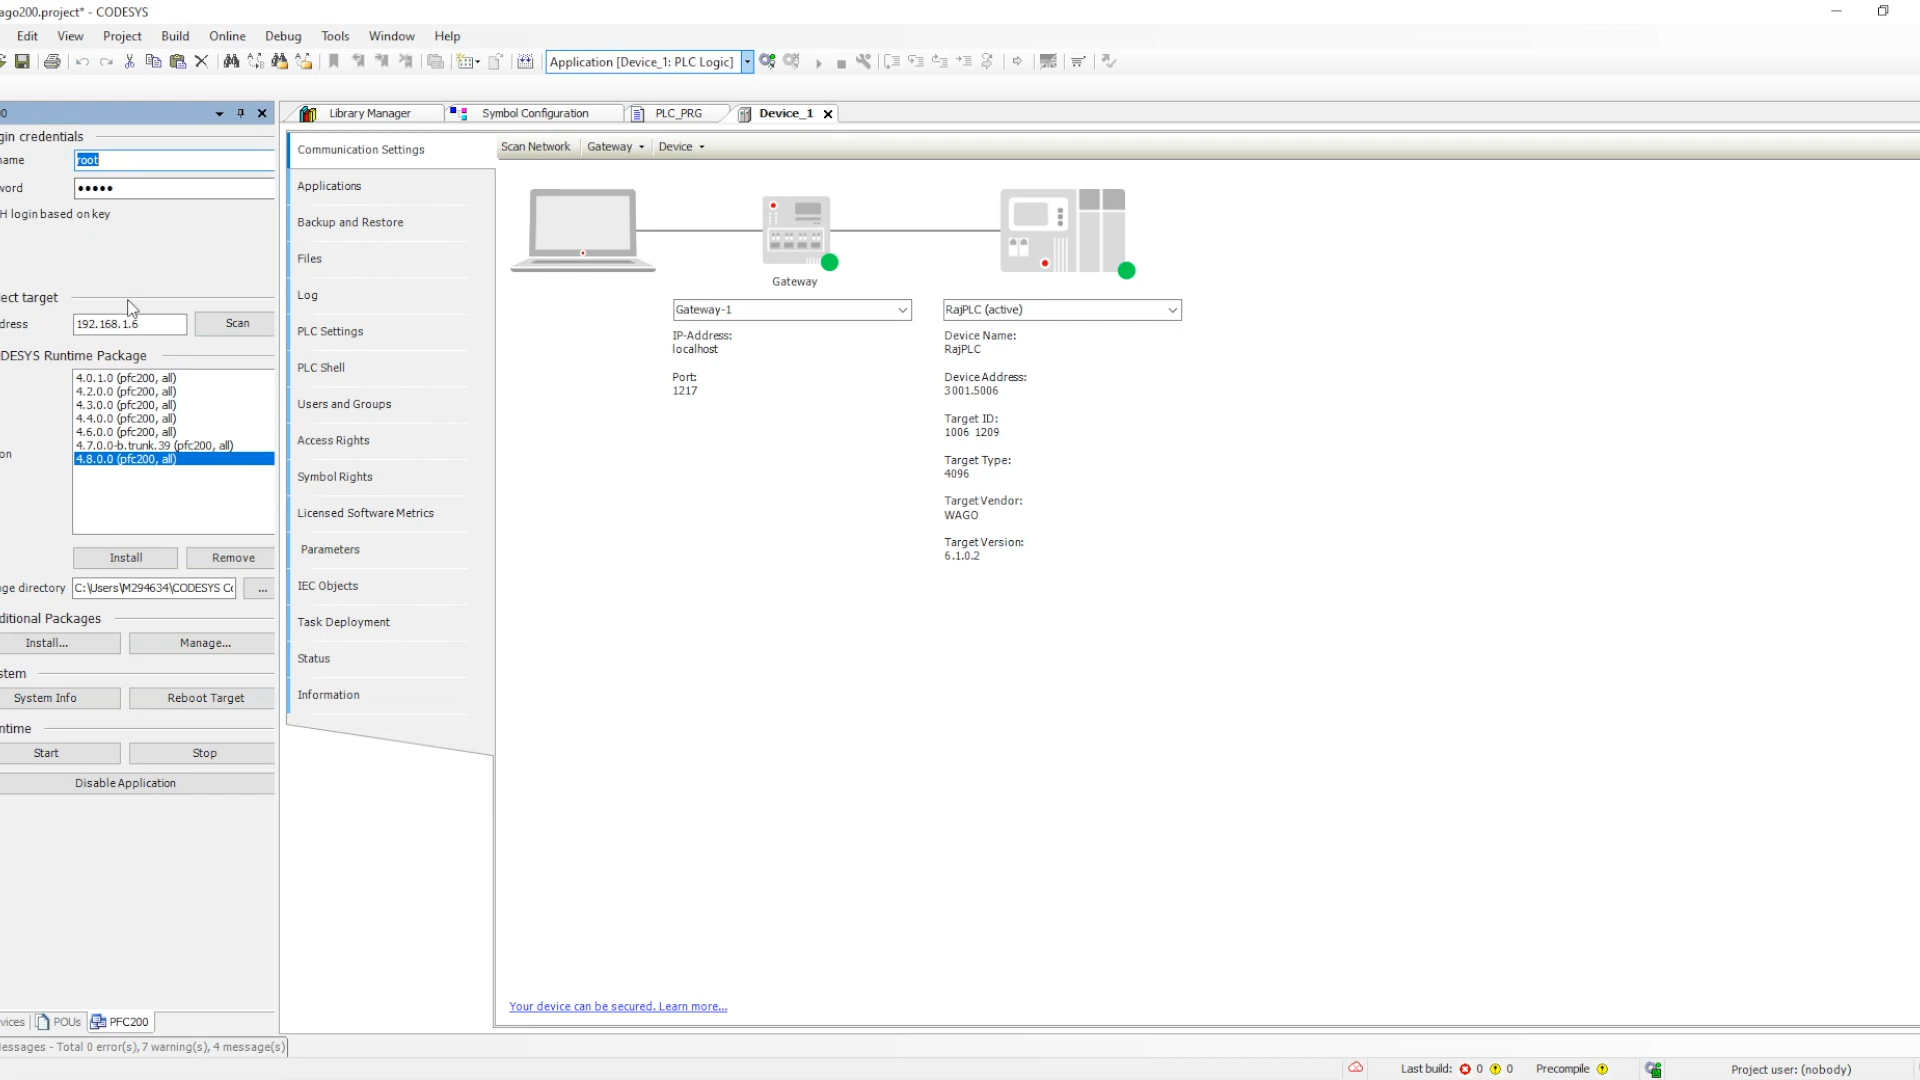 ago200.project* - CODESYS
Edit View Project Build Online Debug Tools Window Help
Application [Device_1: PLC Logic]
00
Library Manager
Symbol Configuration
PLC_PRG
Device_1
gin credentials
ame
root
word
•••••
H login based on key
ect target
dress
192.168.1.6
Scan
DESYS Runtime Package
4.0.1.0 (pfc200, all)
4.2.0.0 (pfc200, all)
4.3.0.0 (pfc200, all)
4.4.0.0 (pfc200, all)
4.6.0.0 (pfc200, all)
4.7.0.0-b.trunk.39 (pfc200, all)
4.8.0.0 (pfc200, all)
on
Install
Remove
ge directory
C:\Users\M294634\CODESYS Co
...
ditional Packages
Install...
Manage...
stem
System Info
Reboot Target
ntime
Start
Stop
Disable Application
vices
POUs
PFC200
Communication Settings
Applications
Backup and Restore
Files
Log
PLC Settings
PLC Shell
Users and Groups
Access Rights
Symbol Rights
Licensed Software Metrics
Parameters
IEC Objects
Task Deployment
Status
Information
Scan Network
Gateway
Device
Gateway
Gateway-1
IP-Address:
localhost
Port:
1217
RajPLC (active)
Device Name:
RajPLC
Device Address:
3001.5006
Target ID:
1006 1209
Target Type:
4096
Target Vendor:
WAGO
Target Version:
6.1.0.2
Your device can be secured. Learn more...
essages - Total 0 error(s), 7 warning(s), 4 message(s)
Last build: 0 0
Precompile
Project user: (nobody)